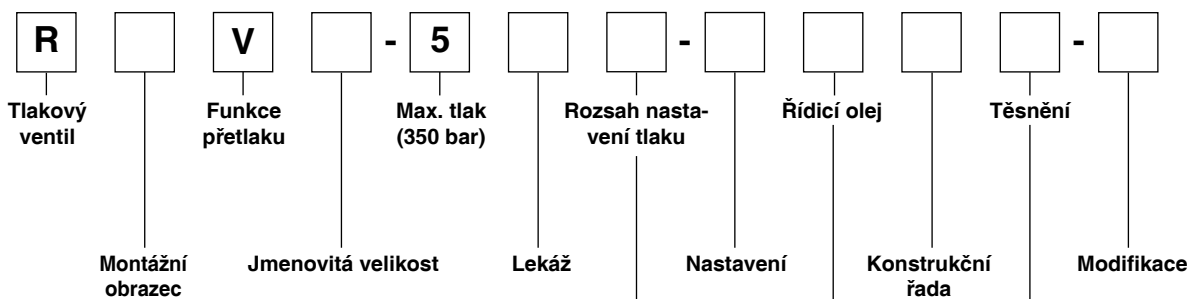 R V - 5 - -
Tlakový
ventil
Funkce
přetlaku
Max. tlak
(350 bar)
Rozsah nasta-
vení tlaku
Řídicí olej
Těsnění
Montážní
obrazec
Jmenovitá velikost
Lekáž
Nastavení
Konstrukční
řada
Modifikace